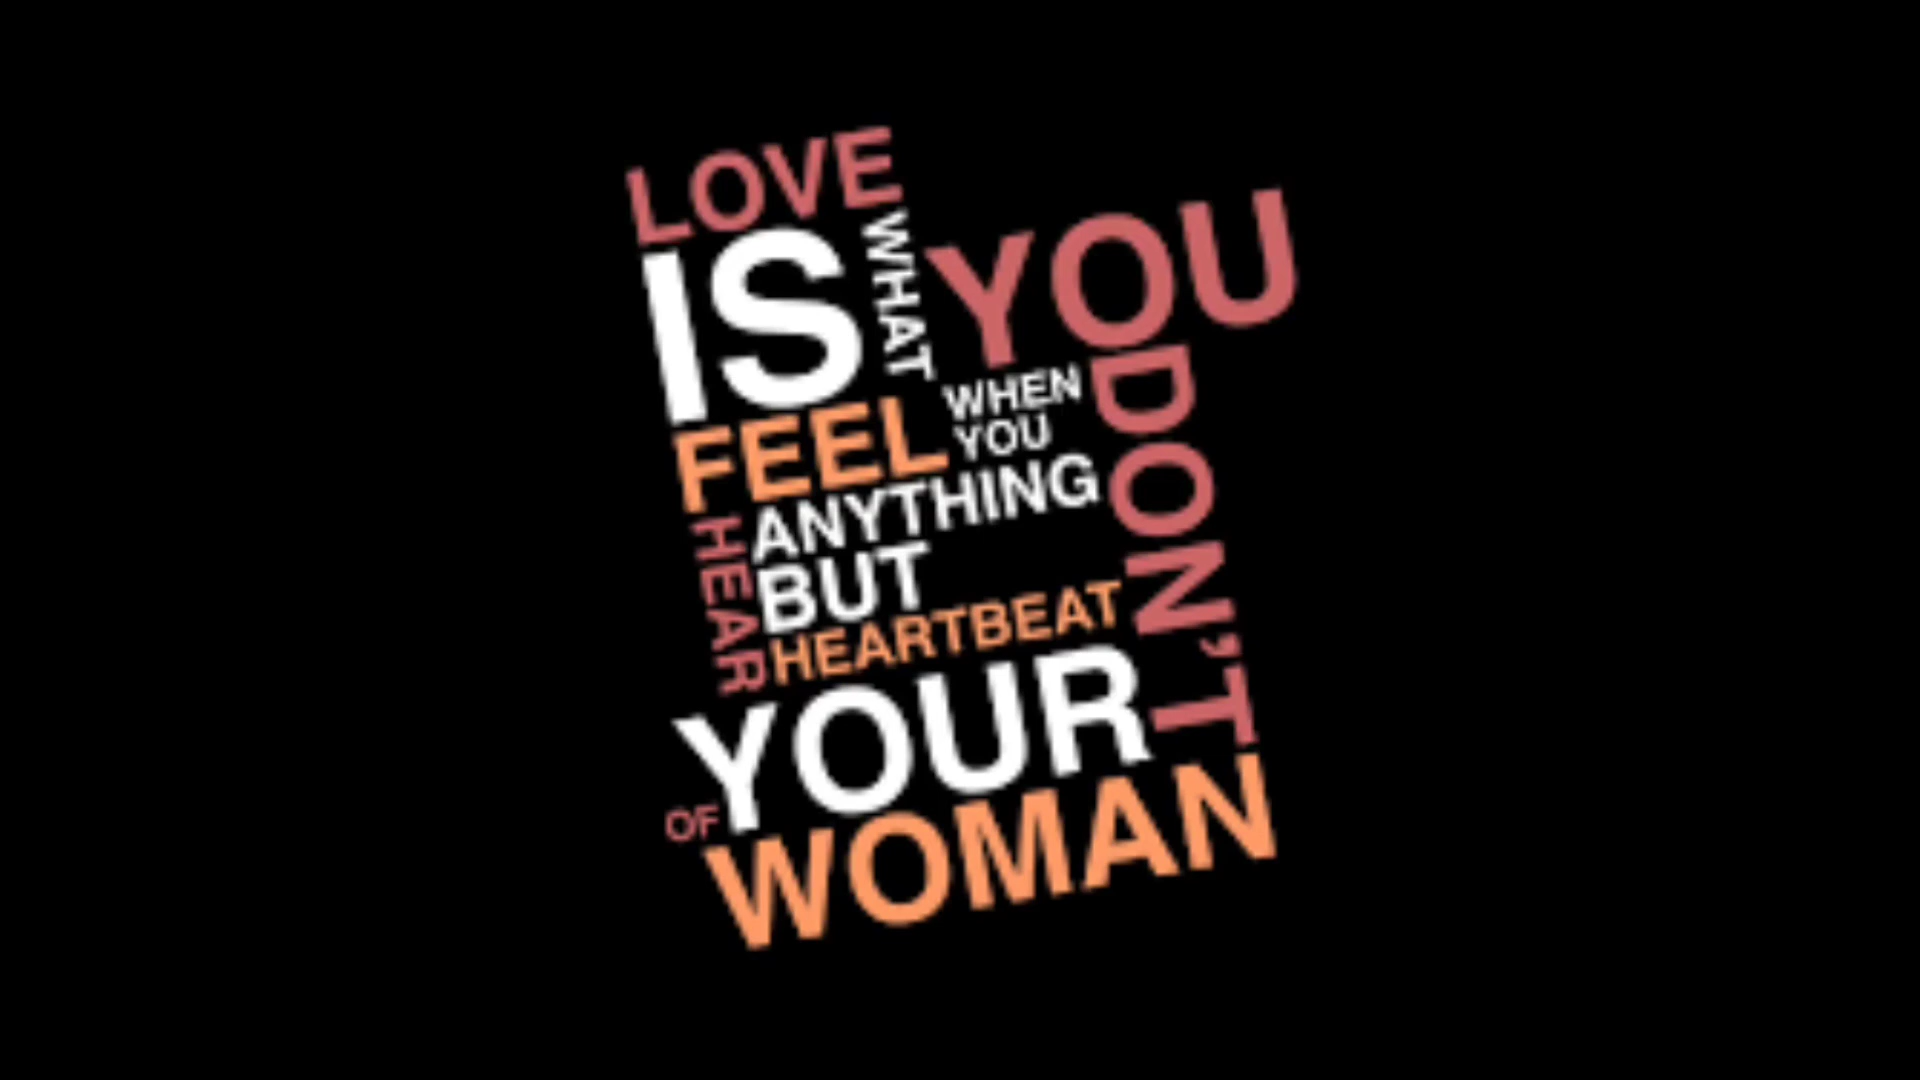 LOVE
IS
WHAT
YOU
FEEL
WHEN
YOU
DON'T
HEAR
ANYTHING
BUT
HEARTBEAT
OF
YOUR
WOMAN